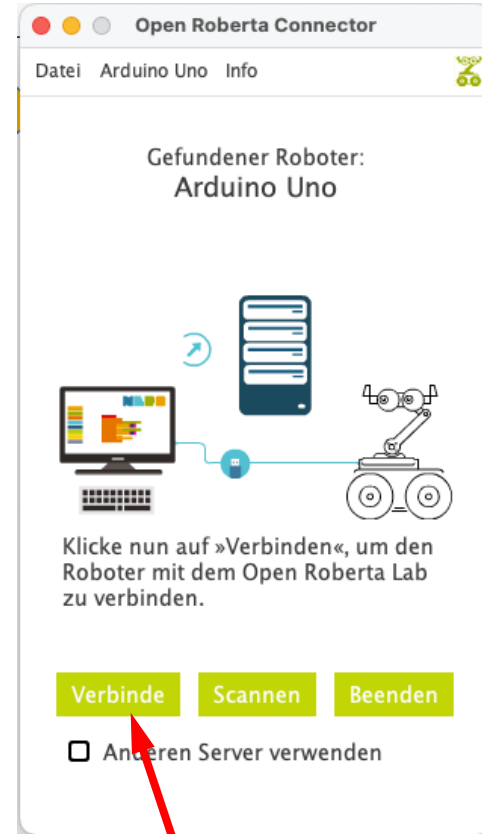 Open Roberta Connector
Datei Arduino Uno Info
Gefundener Roboter:
Arduino Uno
Klicke nun auf »Verbinden«, um den
Roboter mit dem Open Roberta Lab
zu verbinden.
Verbinde Scannen Beenden
Anderen Server verwenden